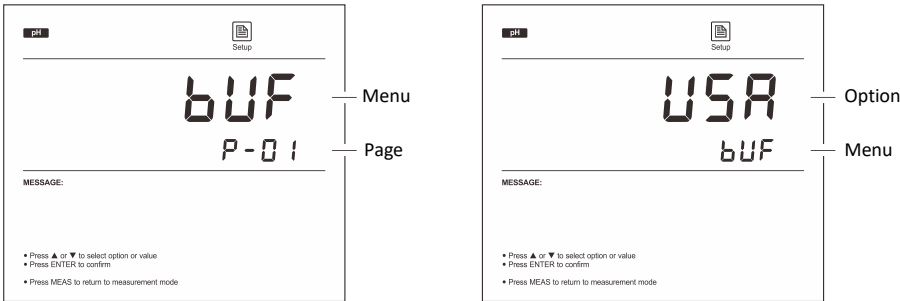 pH
Setup
bUF
Menu
P-01
Page
MESSAGE:
• Press ▲ or ▼ to select option or value
• Press ENTER to confirm
• Press MEAS to return to measurement mode
pH
Setup
USA
Option
bUF
Menu
MESSAGE:
• Press ▲ or ▼ to select option or value
• Press ENTER to confirm
• Press MEAS to return to measurement mode